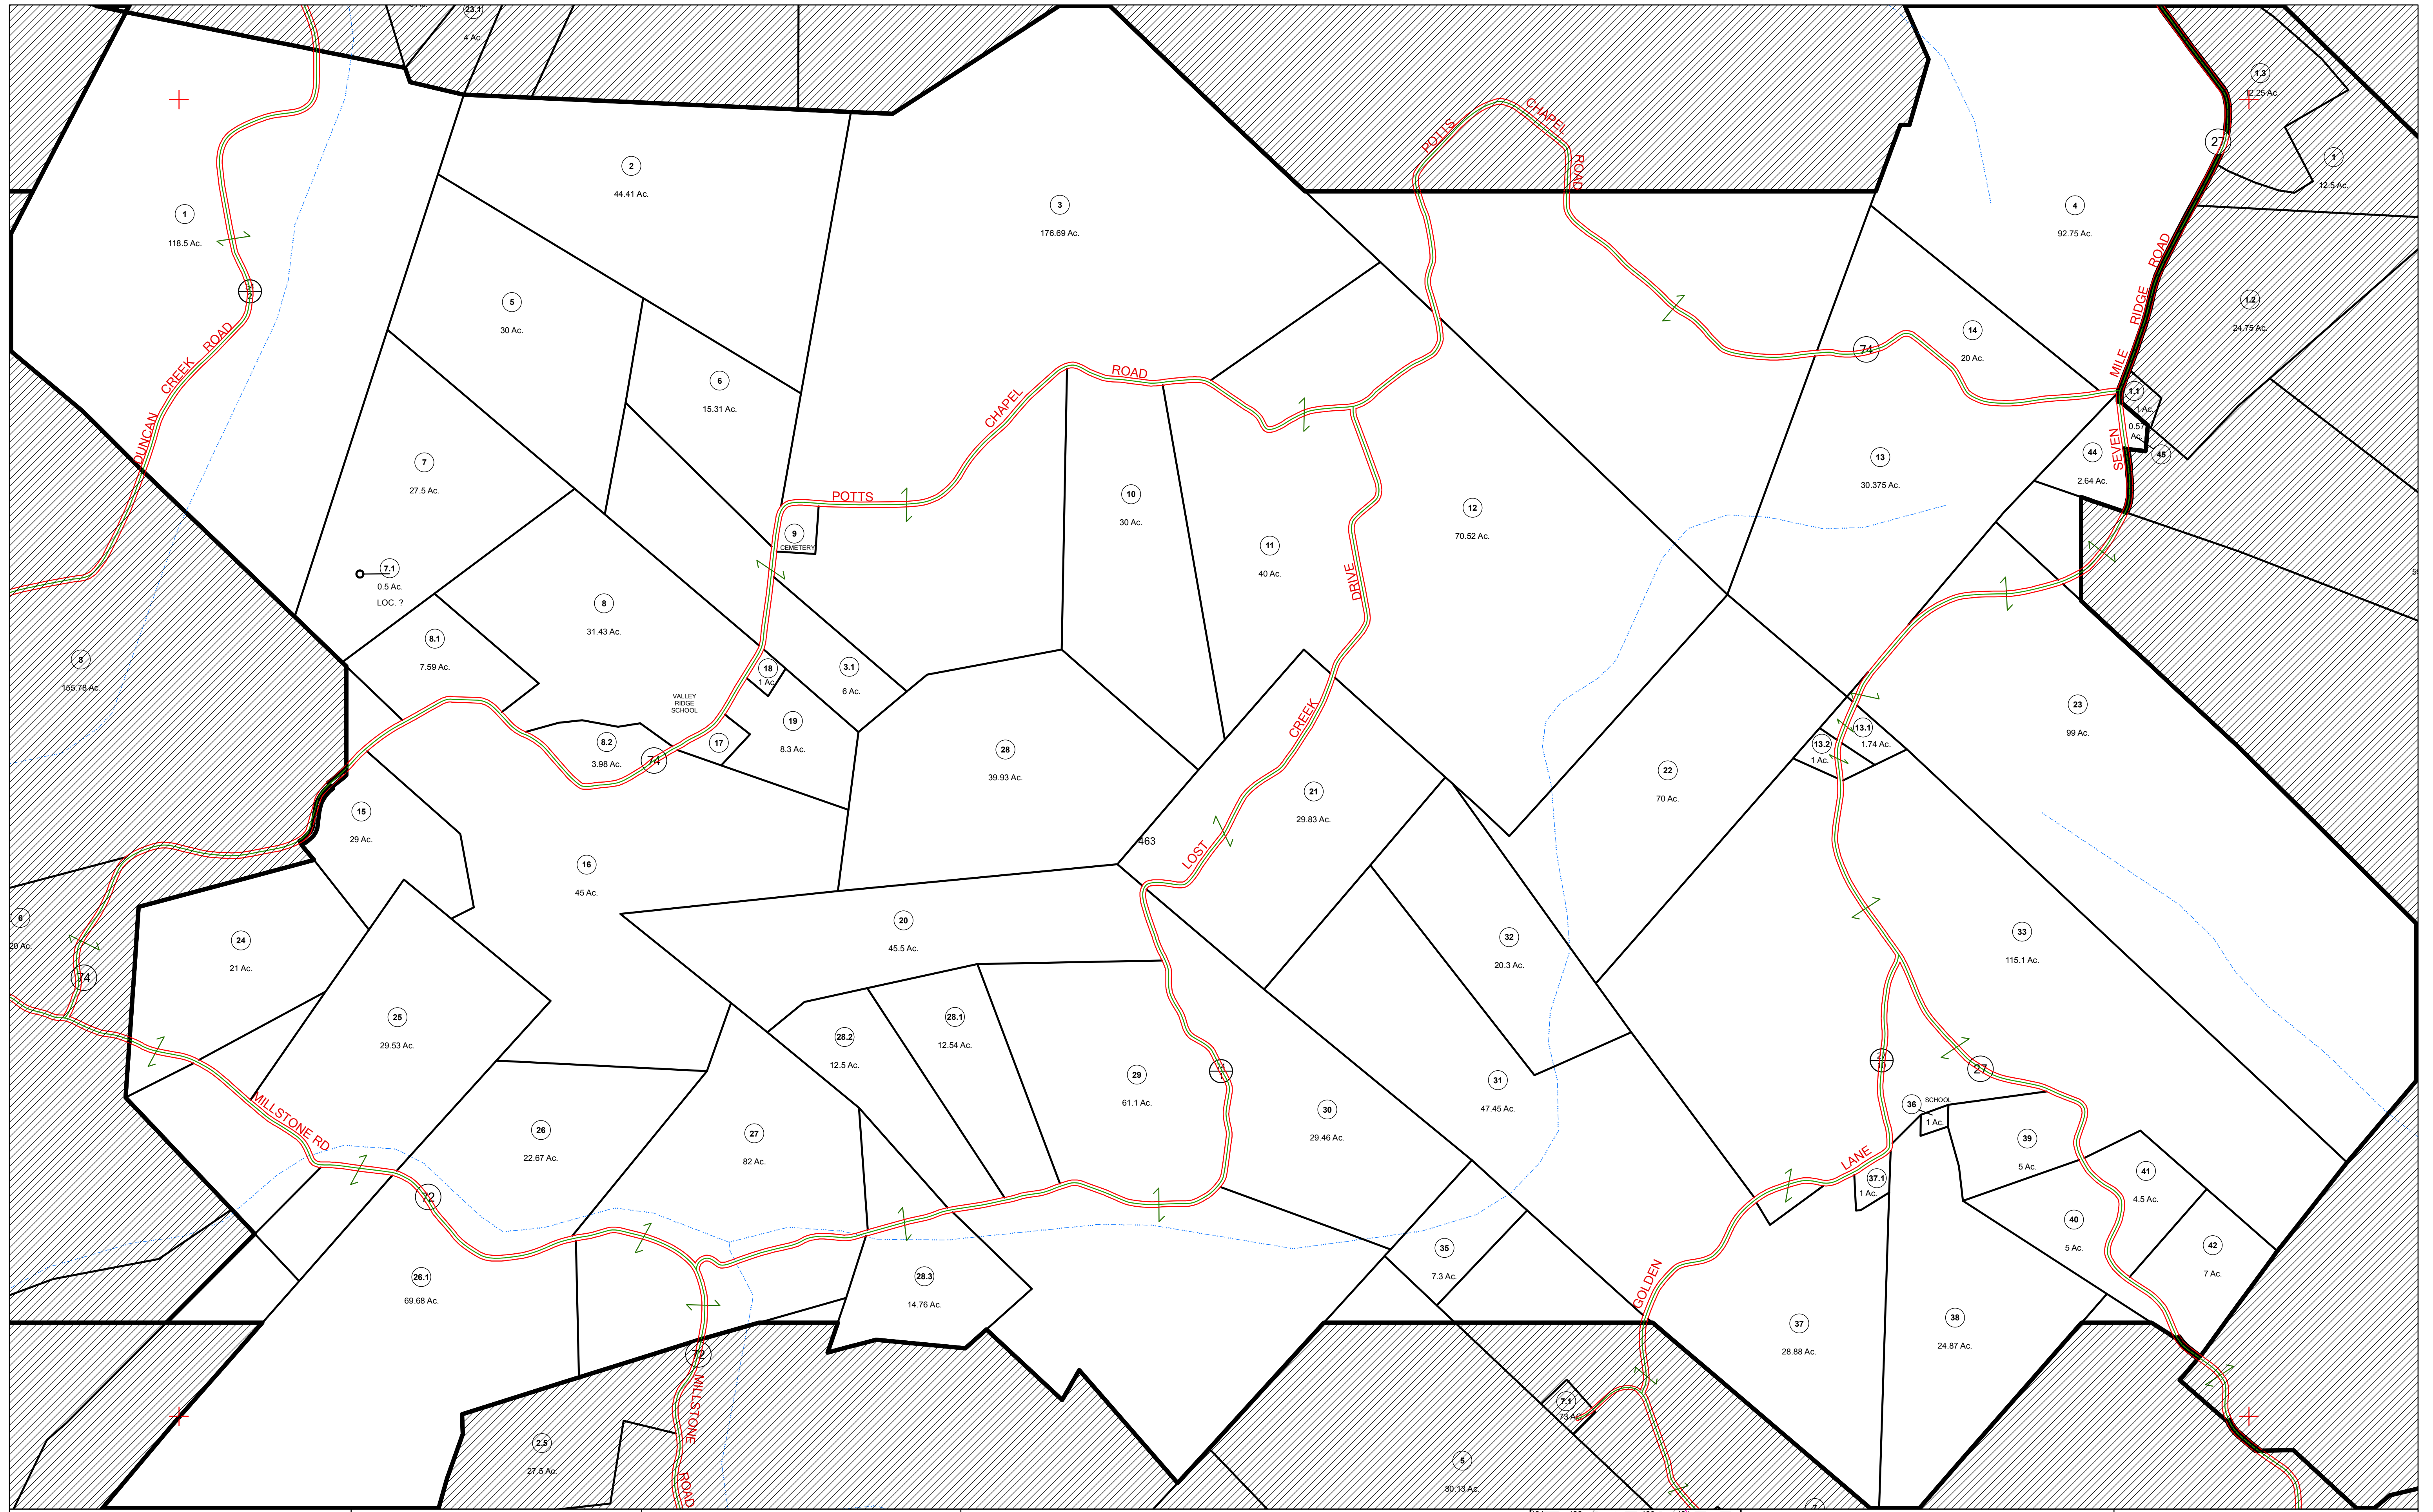 23.1
4 Ac.
1.3
12.25 Ac.
1
12.5 Ac.
1
118.5 Ac.
DUNCAN CREEK ROAD
2
44.41 Ac.
3
176.69 Ac.
POTTS CHAPEL ROAD
4
92.75 Ac.
27
SEVEN MILE RIDGE ROAD
1.2
24.75 Ac.
5
30 Ac.
6
15.31 Ac.
74
14
20 Ac.
1.1
1 Ac.
0.57
Ac.
45
44
2.64 Ac.
7
27.5 Ac.
7.1
0.5 Ac.
LOC. ?
POTTS CHAPEL ROAD
9
CEMETERY
10
30 Ac.
11
40 Ac.
12
70.52 Ac.
13
30.375 Ac.
8
155.78 Ac.
8
31.43 Ac.
8.1
7.59 Ac.
8.2
3.98 Ac.
74
VALLEY
RIDGE
SCHOOL
17
18
1 Ac.
19
8.3 Ac.
3.1
6 Ac.
28
39.93 Ac.
463
LOST CREEK DRIVE
21
29.83 Ac.
22
70 Ac.
13.1
1.74 Ac.
13.2
1 Ac.
23
99 Ac.
15
29 Ac.
16
45 Ac.
6
20 Ac.
74
24
21 Ac.
25
29.53 Ac.
20
45.5 Ac.
32
20.3 Ac.
33
115.1 Ac.
28.2
12.5 Ac.
28.1
12.54 Ac.
29
61.1 Ac.
74
1
30
29.46 Ac.
31
47.45 Ac.
27
10
27
MILLSTONE RD
72
26
22.67 Ac.
27
82 Ac.
36
SCHOOL
1 Ac.
39
5 Ac.
41
4.5 Ac.
40
5 Ac.
42
7 Ac.
GOLDEN LANE
37.1
1 Ac.
26.1
69.68 Ac.
28.3
14.76 Ac.
35
7.3 Ac.
37
28.88 Ac.
38
24.87 Ac.
72
MILLSTONE ROAD
2.5
27.5 Ac.
7.1
.73 Ac.
5
80.13 Ac.
7